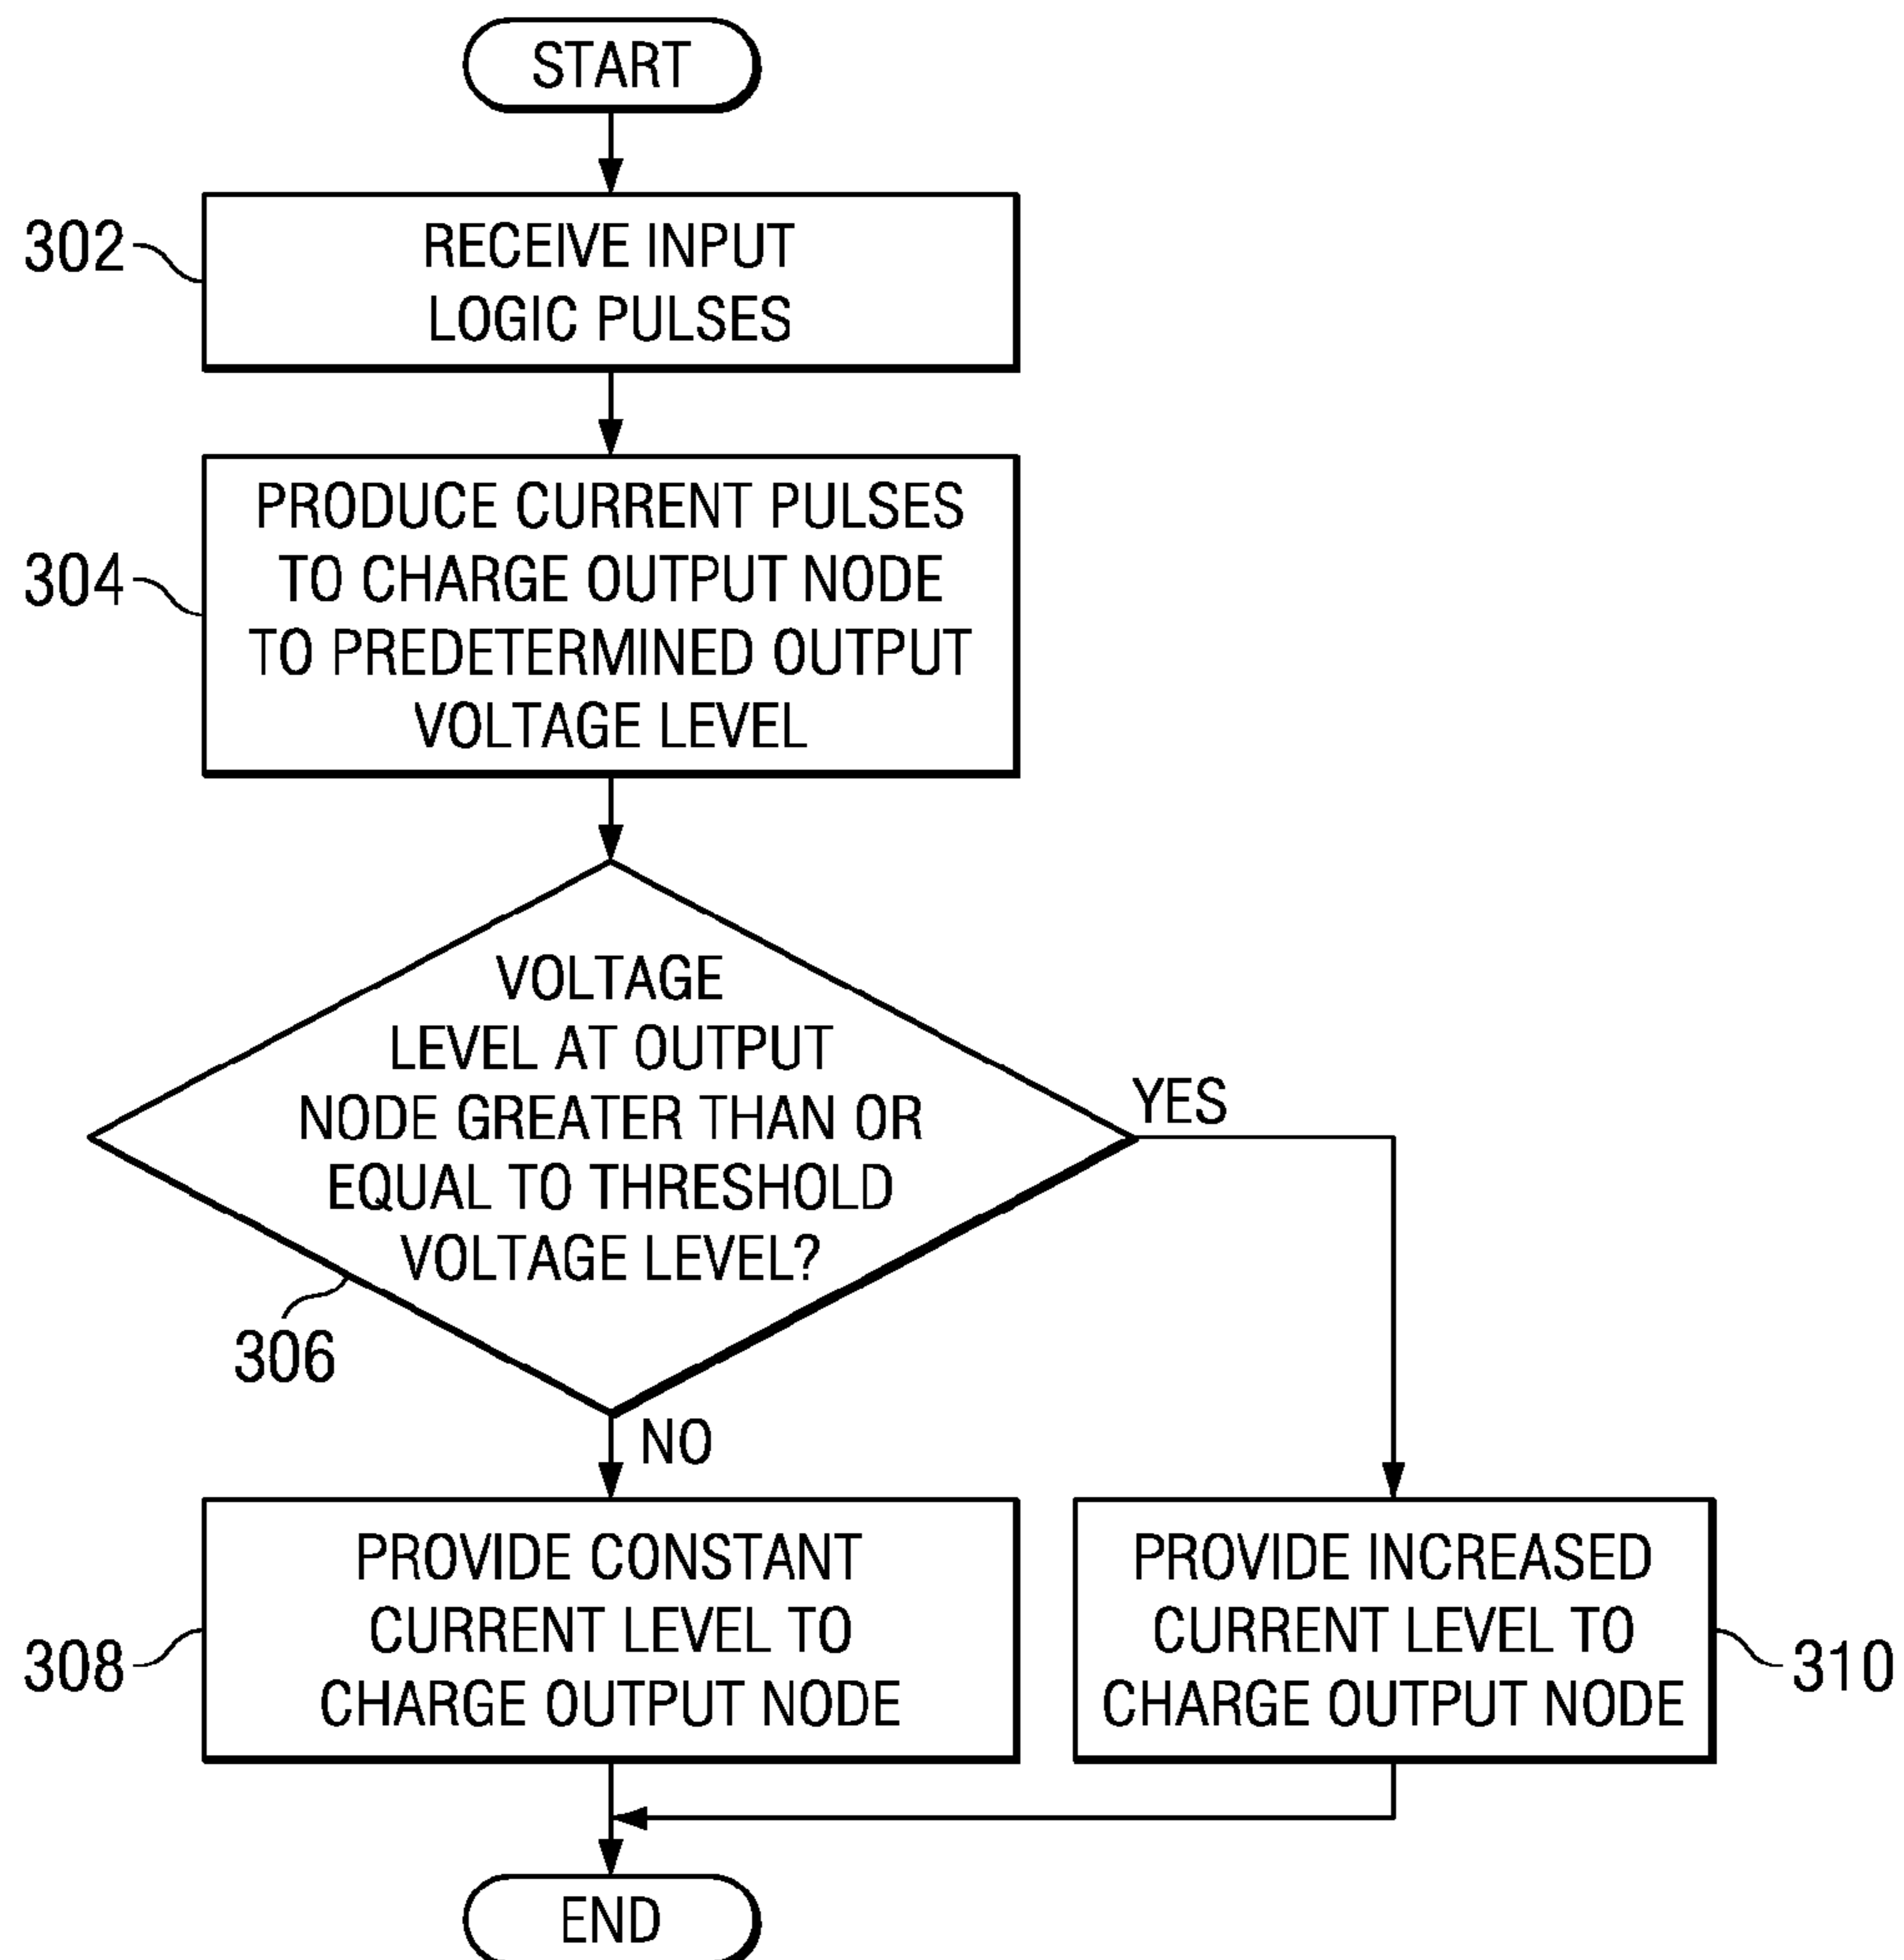 START
302
RECEIVE INPUT
LOGIC PULSES
304
PRODUCE CURRENT PULSES
TO CHARGE OUTPUT NODE
TO PREDETERMINED OUTPUT
VOLTAGE LEVEL
VOLTAGE
LEVEL AT OUTPUT
NODE GREATER THAN OR
EQUAL TO THRESHOLD
VOLTAGE LEVEL?
306
YES
NO
308
PROVIDE CONSTANT
CURRENT LEVEL TO
CHARGE OUTPUT NODE
PROVIDE INCREASED
CURRENT LEVEL TO
CHARGE OUTPUT NODE
310
END